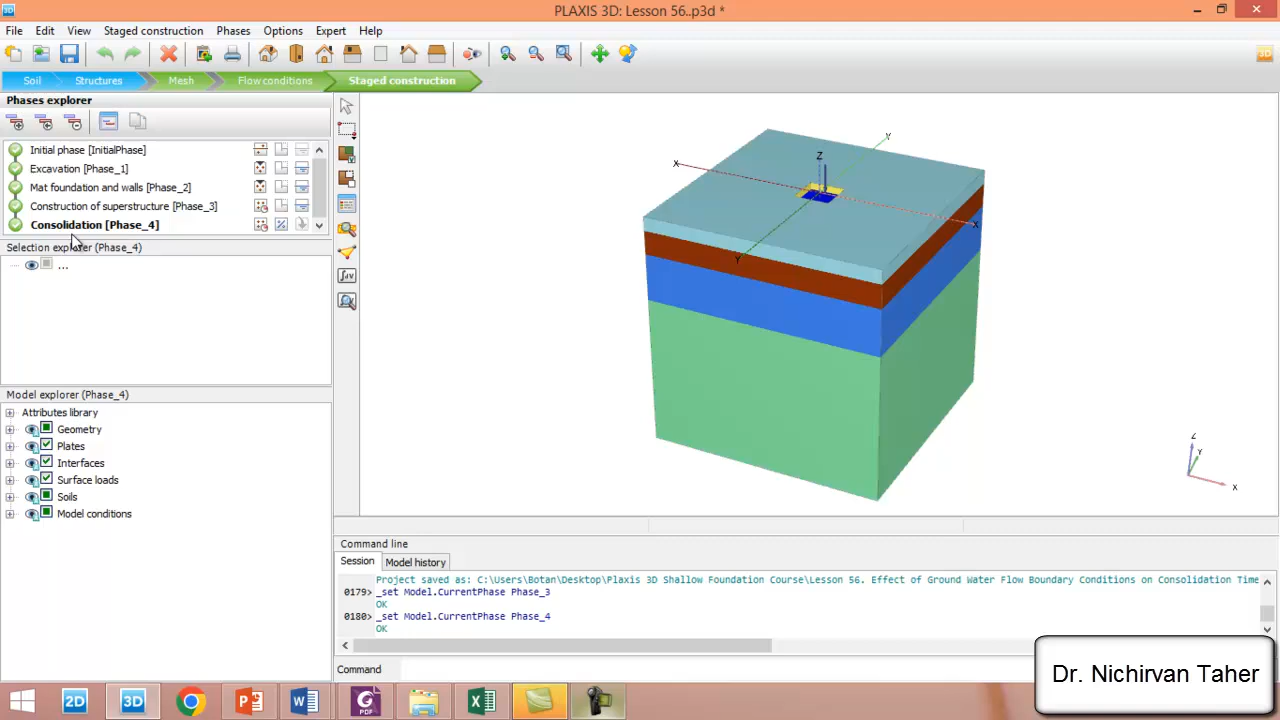 PLAXIS 3D: Lesson 56..p3d *
File Edit View Staged construction Phases Options Expert Help
Soil Structures Mesh Flow conditions Staged construction
Phases explorer
Initial phase [InitialPhase]
Excavation [Phase_1]
Mat foundation and walls [Phase_2]
Construction of superstructure [Phase_3]
Consolidation [Phase_4]
Selection explorer (Phase_4)
...
Model explorer (Phase_4)
Attributes library
Geometry
Plates
Interfaces
Surface loads
Soils
Model conditions
X
Y
Z
Y
X
Z
Y
X
Command line
Session Model history
Project saved as: C:\Users\Botan\Desktop\Plaxis 3D Shallow Foundation Course\Lesson 56. Effect of Ground Water Flow Boundary Conditions on Consolidation Time
0179> _set Model.CurrentPhase Phase_3
OK
0180> _set Model.CurrentPhase Phase_4
OK
Command
Dr. Nichirvan Taher
2D 3D
PDF